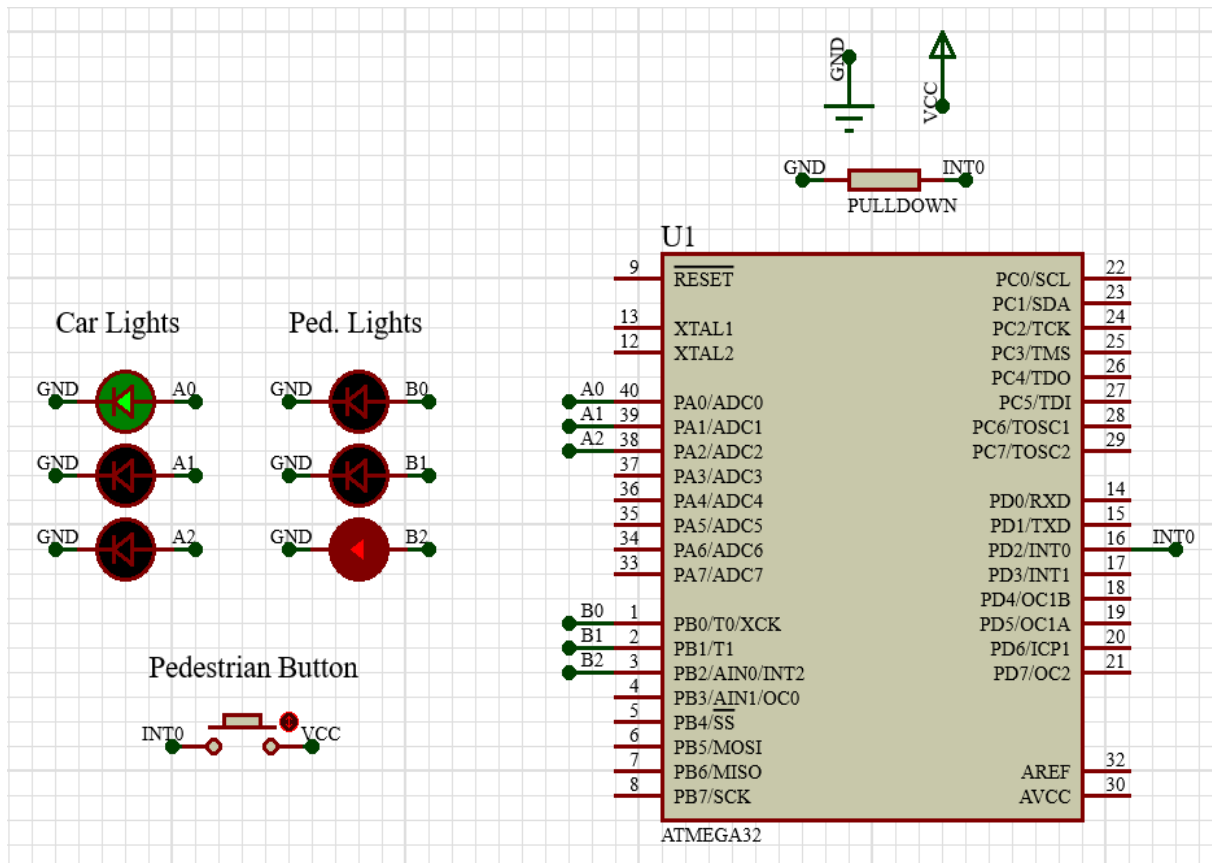 GND
VCC
GND INT0
PULLDOWN
U1
9 RESET PC0/SCL 22
PC1/SDA 23
13 XTAL1 PC2/TCK 24
12 XTAL2 PC3/TMS 25
PC4/TDO 26
A0 40 PA0/ADC0 PC5/TDI 27
A1 39 PA1/ADC1 PC6/TOSC1 28
A2 38 PA2/ADC2 PC7/TOSC2 29
37 PA3/ADC3
36 PA4/ADC4 PD0/RXD 14
35 PA5/ADC5 PD1/TXD 15
34 PA6/ADC6 PD2/INT0 16 INT0
33 PA7/ADC7 PD3/INT1 17
PD4/OC1B 18
B0 1 PB0/T0/XCK PD5/OC1A 19
B1 2 PB1/T1 PD6/ICP1 20
B2 3 PB2/AIN0/INT2 PD7/OC2 21
4 PB3/AIN1/OC0
5 PB4/SS
6 PB5/MOSI
7 PB6/MISO AREF 32
8 PB7/SCK AVCC 30
ATMEGA32
Car Lights
GND A0
GND A1
GND A2
Ped. Lights
GND B0
GND B1
GND B2
Pedestrian Button
INT0 VCC